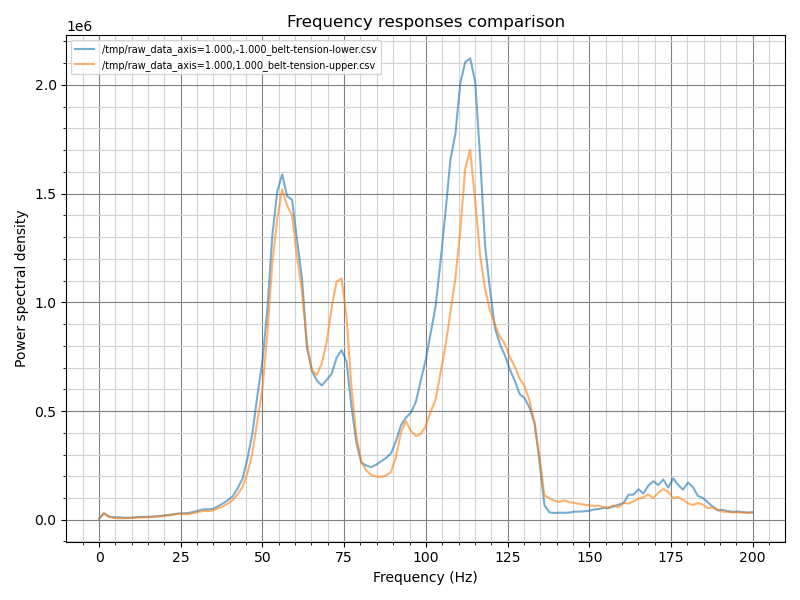 Frequency responses comparison
1e6
/tmp/raw_data_axis=1.000,-1.000_belt-tension-lower.csv
/tmp/raw_data_axis=1.000,1.000_belt-tension-upper.csv
2.0
1.5
1.0
0.5
0.0
Power spectral density
0 25 50 75 100 125 150 175 200
Frequency (Hz)